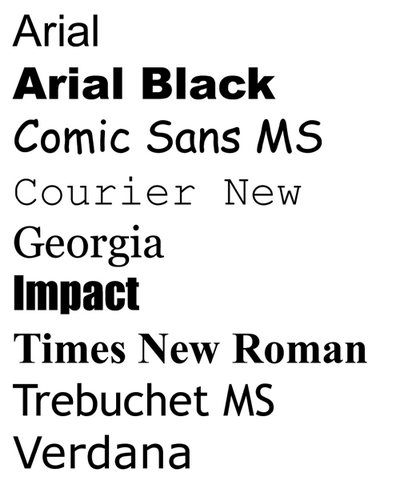 Arial
Arial Black
Comic Sans MS
Courier New
Georgia
Impact
Times New Roman
Trebuchet MS
Verdana